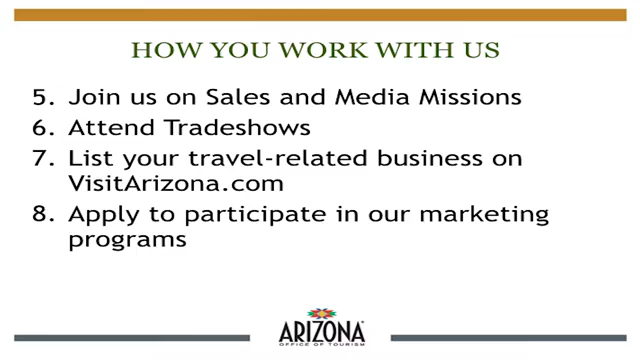 HOW YOU WORK WITH US
5. Join us on Sales and Media Missions
6. Attend Tradeshows
7. List your travel-related business on
VisitArizona.com
8. Apply to participate in our marketing
programs
ARIZONA
OFFICE OF TOURISM